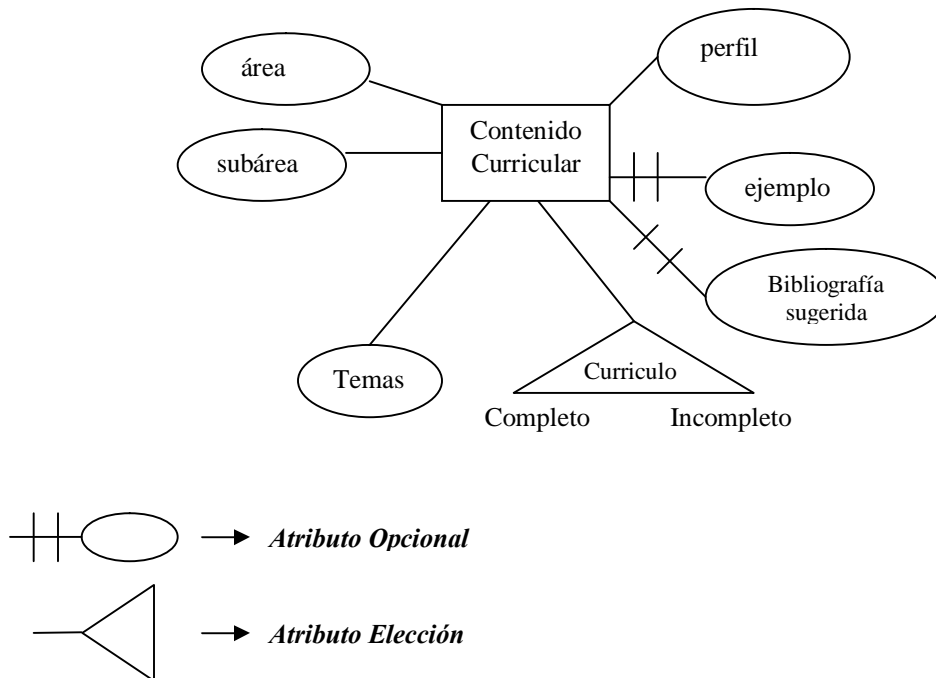 área
perfil
Contenido
Curricular
subárea
ejemplo
Bibliografía
sugerida
Temas
Curriculo
Completo
Incompleto
Atributo Opcional
Atributo Elección